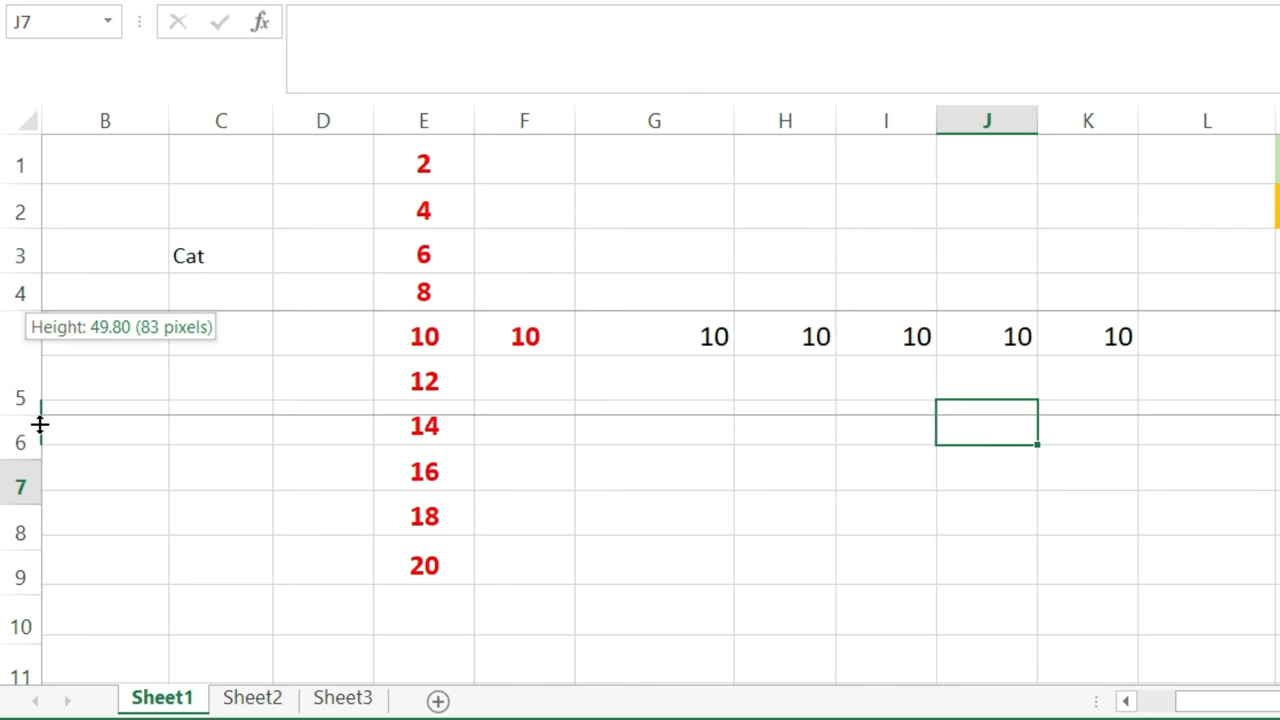 J7
fx
B C D E F G H I J K L
1 2
2 4
3 Cat 6
4 8
Height: 49.80 (83 pixels)
10 10 10 10 10 10 10
12
5
14
6
16
7
18
8
20
9
10
11
Sheet1 Sheet2 Sheet3